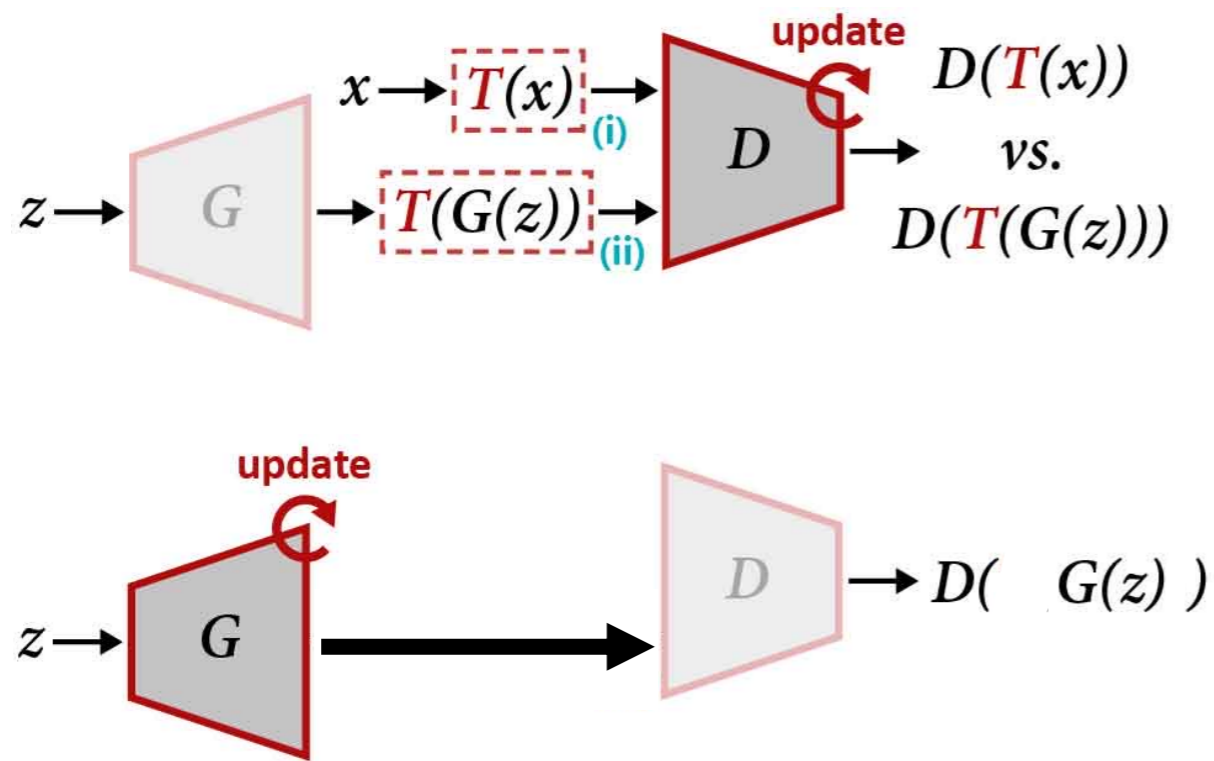 update
x T(x) D D(T(x))
(i)
vs.
z G T(G(z)) D(T(G(z)))
(ii)
update
D D( G(z) )
z G